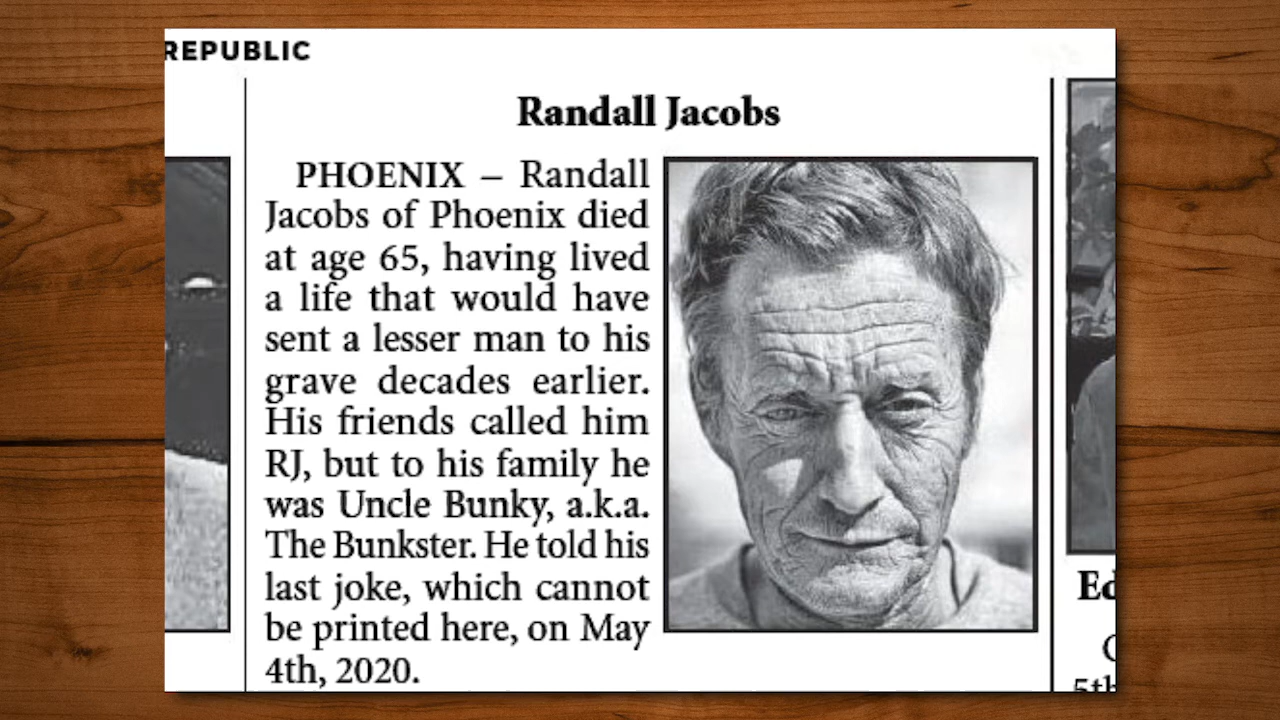 REPUBLIC
Randall Jacobs
PHOENIX – Randall
Jacobs of Phoenix died
at age 65, having lived
a life that would have
sent a lesser man to his
grave decades earlier.
His friends called him
RJ, but to his family he
was Uncle Bunky, a.k.a.
The Bunkster. He told his
last joke, which cannot
be printed here, on May
4th, 2020.
Ed
5th